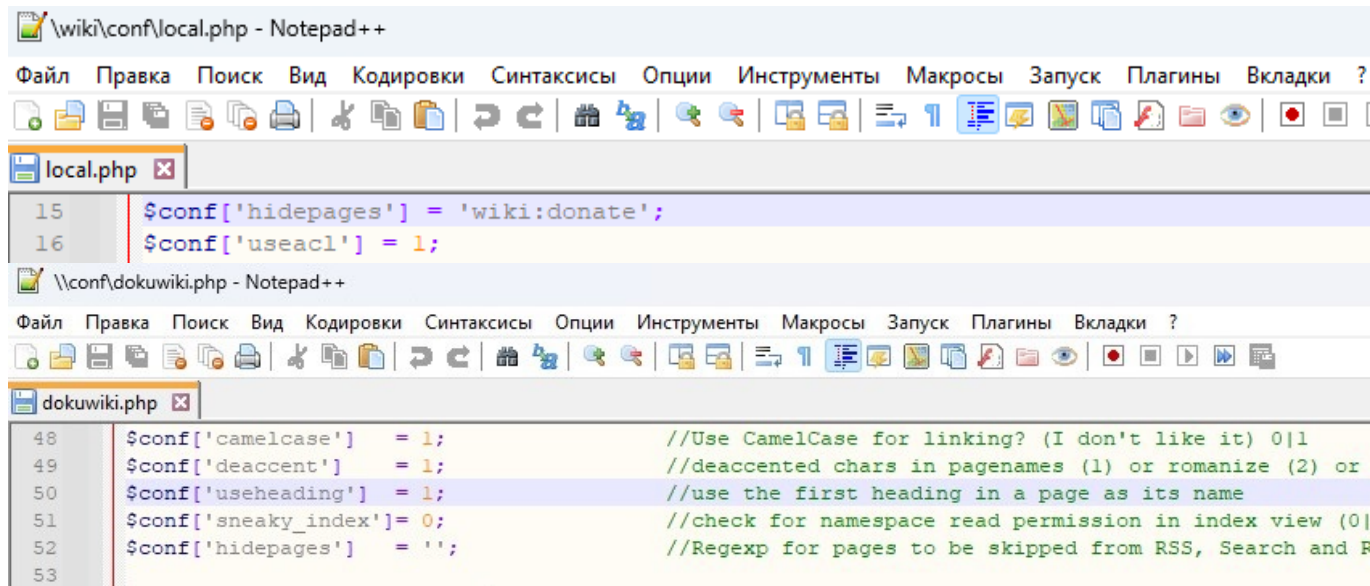 \wiki\conf\local.php - Notepad++
Файл Правка Поиск Вид Кодировки Синтаксисы Опции Инструменты Макросы Запуск Плагины Вкладки ?
local.php
15 $conf['hidepages'] = 'wiki:donate';
16 $conf['useacl'] = 1;
\\conf\dokuwiki.php - Notepad++
Файл Правка Поиск Вид Кодировки Синтаксисы Опции Инструменты Макросы Запуск Плагины Вкладки ?
dokuwiki.php
48 $conf['camelcase'] = 1; //Use CamelCase for linking? (I don't like it) 0|1
49 $conf['deaccent'] = 1; //deaccented chars in pagenames (1) or romanize (2) or
50 $conf['useheading'] = 1; //use the first heading in a page as its name
51 $conf['sneaky_index']= 0; //check for namespace read permission in index view (0|
52 $conf['hidepages'] = ''; //Regexp for pages to be skipped from RSS, Search and R
53